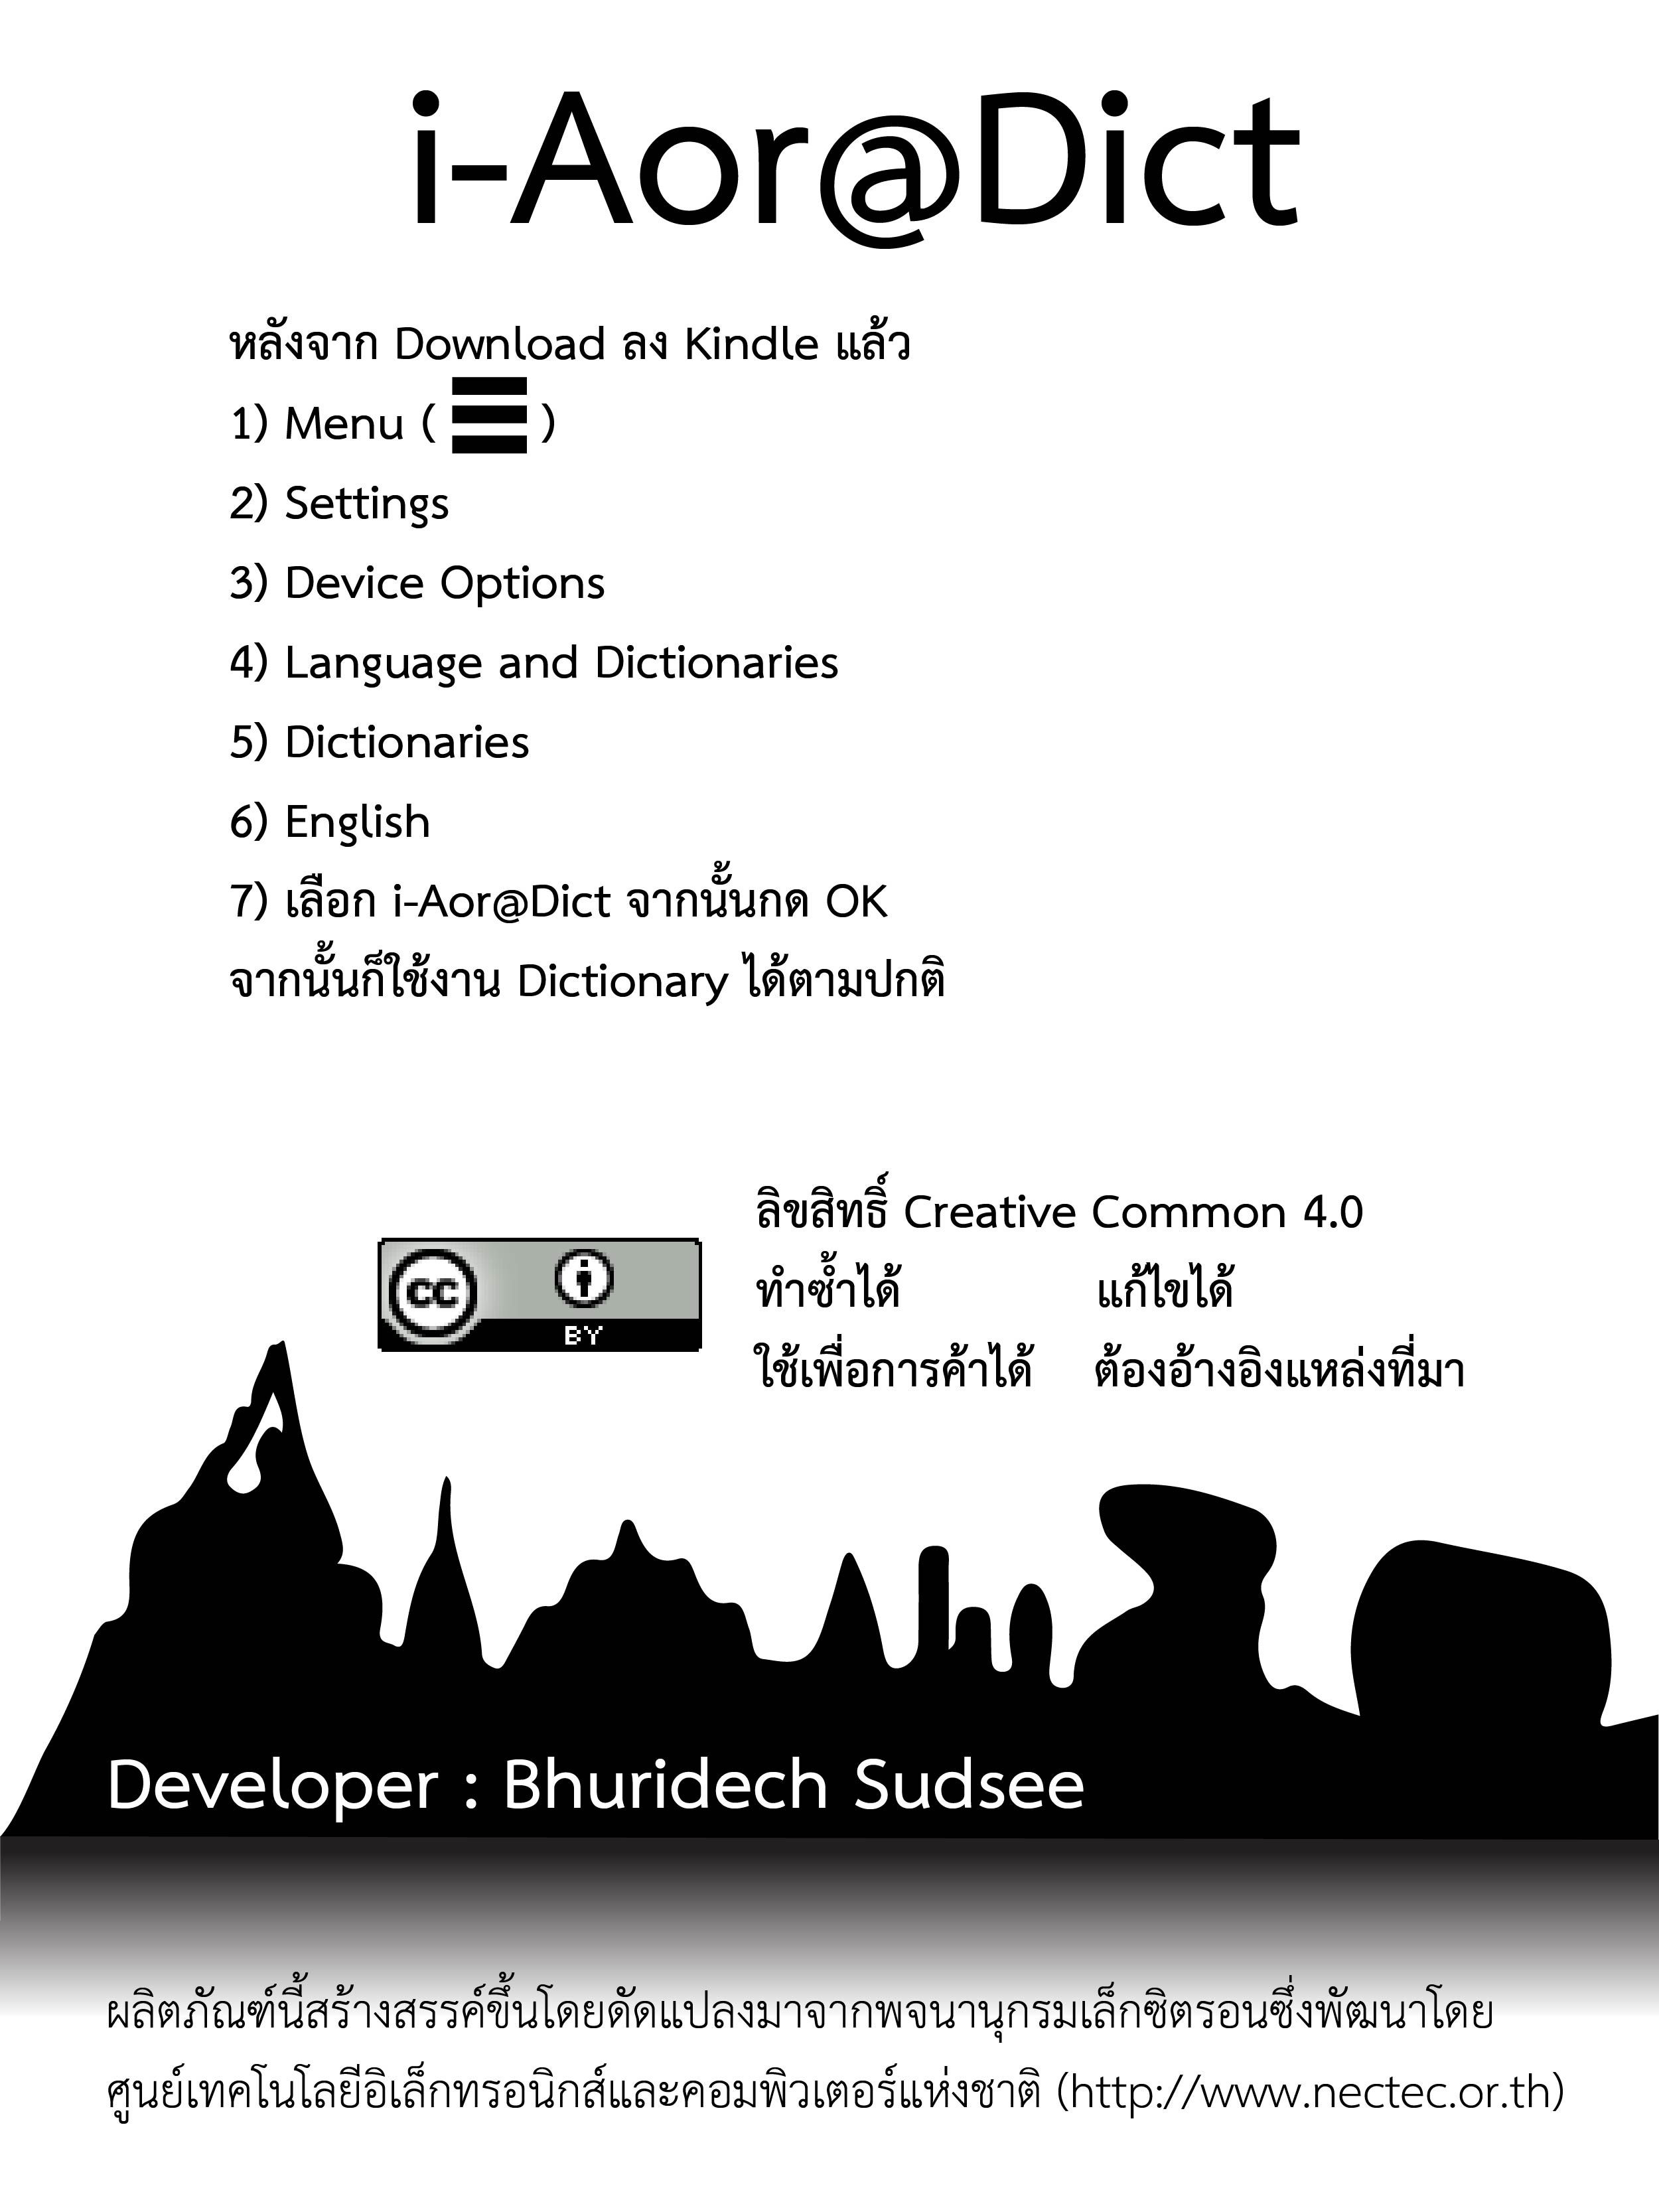 i-Aor@Dict
หลังจาก Download ลง Kindle แล้ว
1) Menu ( )
2) Settings
3) Device Options
4) Language and Dictionaries
5) Dictionaries
6) English
7) เลือก i-Aor@Dict จากนั้นกด OK
จากนั้นก็ใช้งาน Dictionary ได้ตามปกติ
ลิขสิทธิ์ Creative Common 4.0
ทำซ้ำได้ แก้ไขได้
ใช้เพื่อการค้าได้ ต้องอ้างอิงแหล่งที่มา
cc
BY
Developer : Bhuridech Sudsee
ผลิตภัณฑ์นี้สร้างสรรค์ขึ้นโดยดัดแปลงมาจากพจนานุกรมเล็กซิตรอนซึ่งพัฒนาโดย
ศูนย์เทคโนโลยีอิเล็กทรอนิกส์และคอมพิวเตอร์แห่งชาติ (http://www.nectec.or.th)